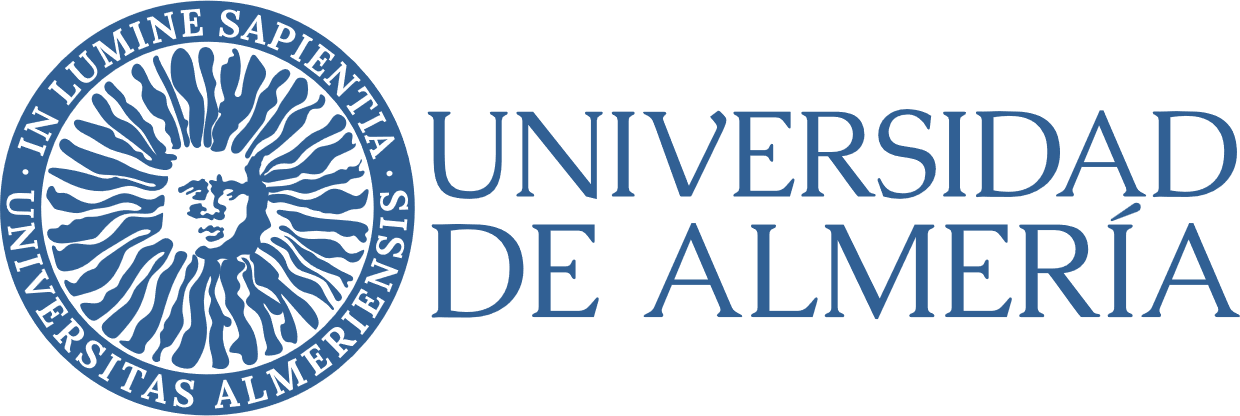 · IN LUMINE SAPIENTIA ·
UNIVERSITAS ALMERIENSIS
UNIVERSIDAD
DE ALMERÍA